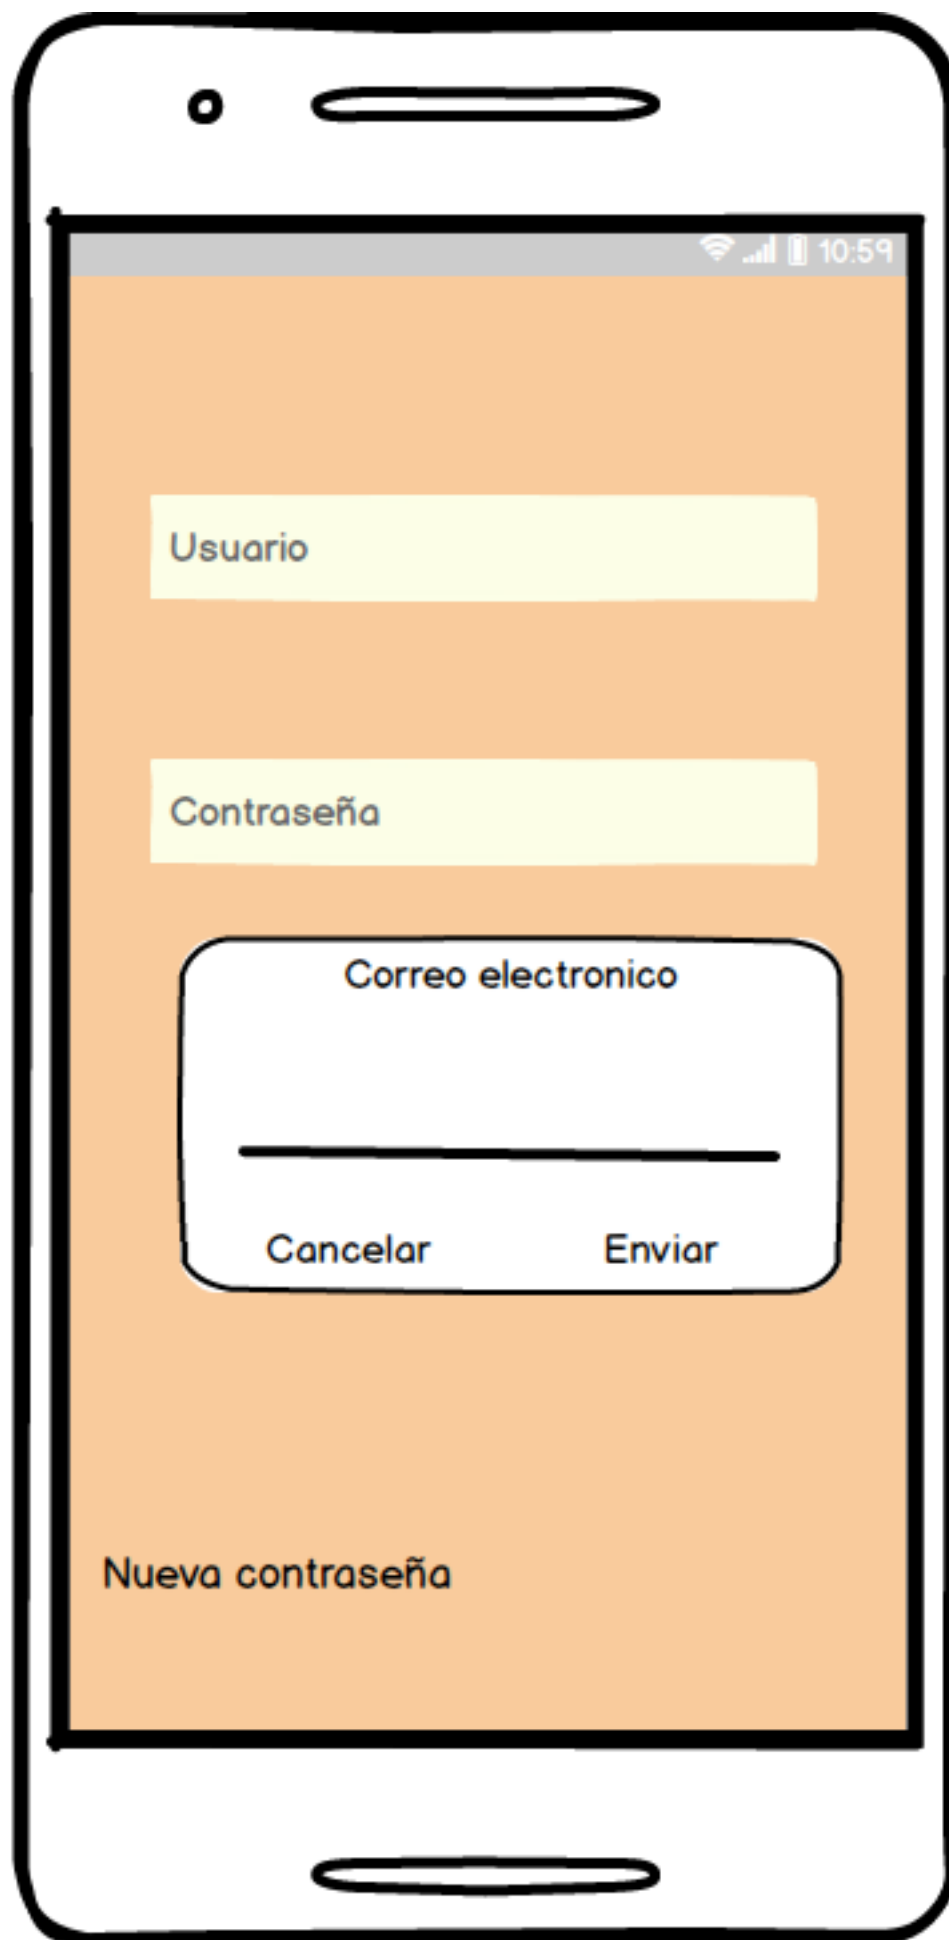 10:59
Usuario
Contraseña
Correo electronico
Cancelar Enviar
Nueva contraseña